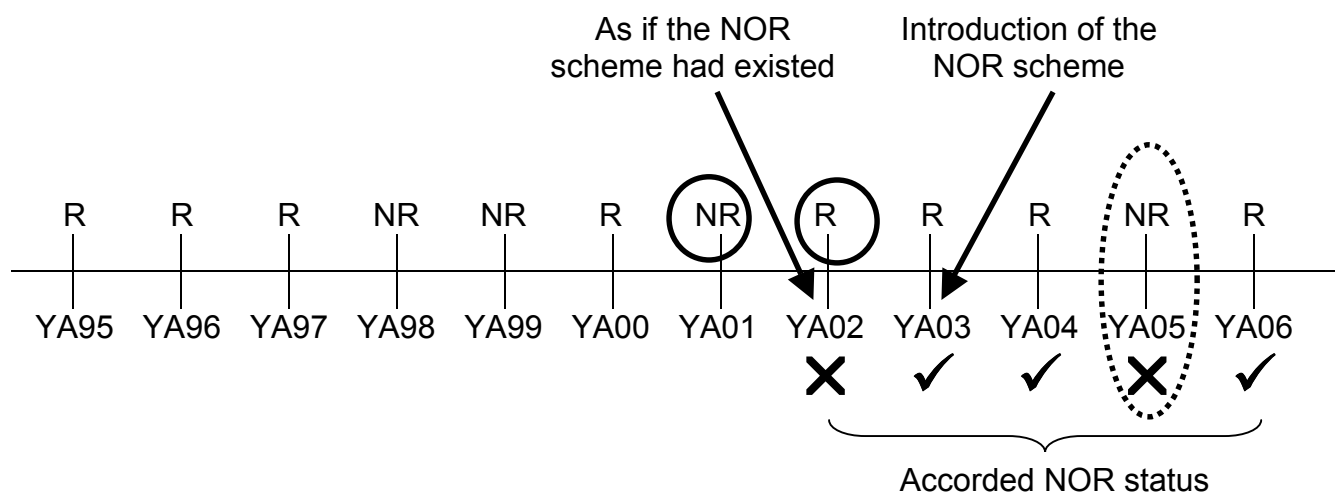 As if the NOR
scheme had existed
Introduction of the
NOR scheme
R R R NR NR R NR R R R NR R
YA95 YA96 YA97 YA98 YA99 YA00 YA01 YA02 YA03 YA04 YA05 YA06
Accorded NOR status